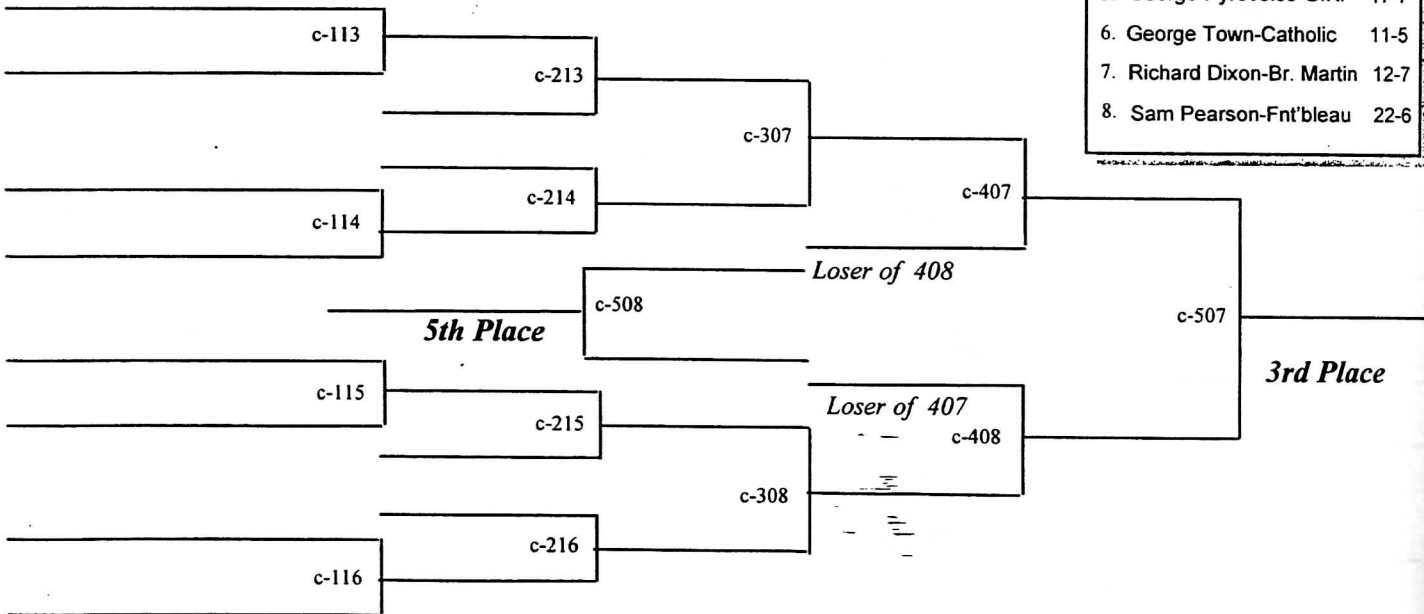 c-113
c-213
6. George Town-Catholic 11-5
7. Richard Dixon-Br. Martin 12-7
8. Sam Pearson-Fnt'bleau 22-6
c-307
c-407
c-214
c-114
Loser of 408
c-508
5th Place
c-507
3rd Place
c-115
Loser of 407
c-215
c-408
c-308
c-216
c-116